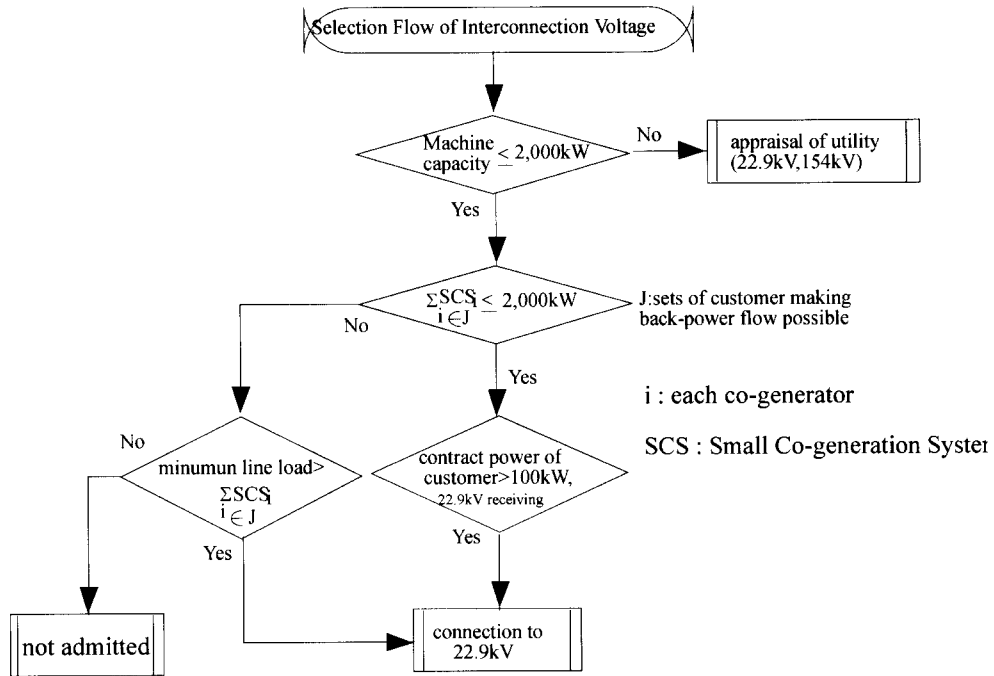 Selection Flow of Interconnection Voltage
Machine
capacity ≤ 2,000kW
No
appraisal of utility
(22.9kV,154kV)
Yes
ΣSCSi ≤ 2,000kW
i ∈ J
J:sets of customer making
back-power flow possible
No
Yes
i : each co-generator
SCS : Small Co-generation System
No
minimun line load>
ΣSCSi
i ∈ J
contract power of
customer>100kW,
22.9kV receiving
Yes
Yes
not admitted
connection to
22.9kV